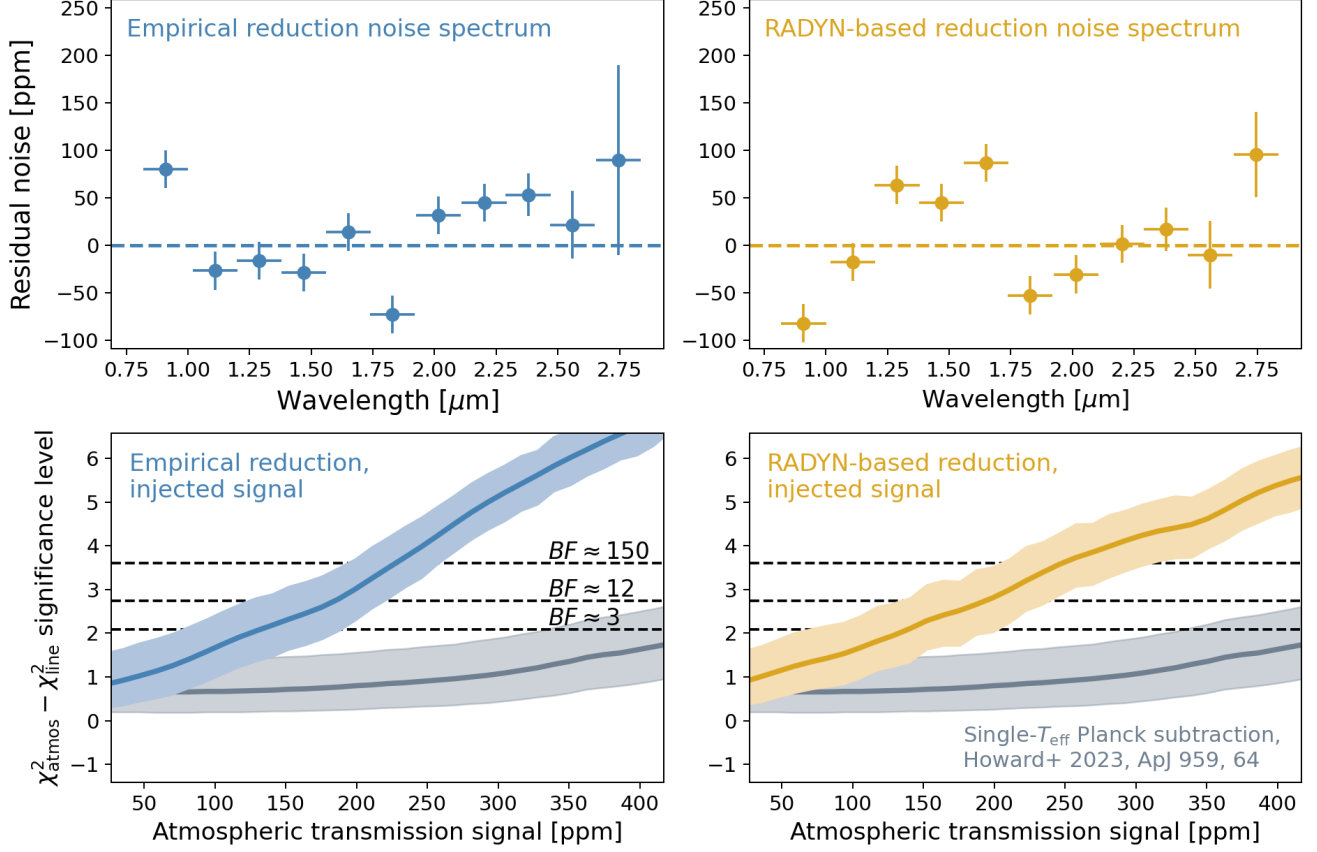 Empirical reduction noise spectrum
Residual noise [ppm]
250
200
150
100
50
0
−50
−100
0.75 1.00 1.25 1.50 1.75 2.00 2.25 2.50 2.75
Wavelength [μm]
RADYN-based reduction noise spectrum
250
200
150
100
50
0
−50
−100
0.75 1.00 1.25 1.50 1.75 2.00 2.25 2.50 2.75
Wavelength [μm]
Empirical reduction,
injected signal
χ²atmos − χ²line significance level
6
5
4
3
2
1
0
−1
BF ≈ 150
BF ≈ 12
BF ≈ 3
50 100 150 200 250 300 350 400
Atmospheric transmission signal [ppm]
RADYN-based reduction,
injected signal
6
5
4
3
2
1
0
−1
Single-Teff Planck subtraction,
Howard+ 2023, ApJ 959, 64
50 100 150 200 250 300 350 400
Atmospheric transmission signal [ppm]